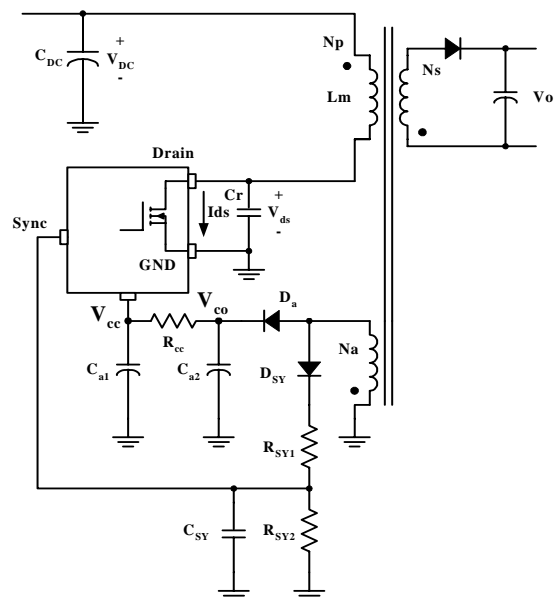 Np
+
C_DC
V_DC
-
Ns
Lm
Vo
Drain
Cr
+
Sync
Ids
V_ds
-
GND
V_cc
V_co
D_a
R_cc
Na
C_a1
C_a2
D_SY
R_SY1
C_SY
R_SY2